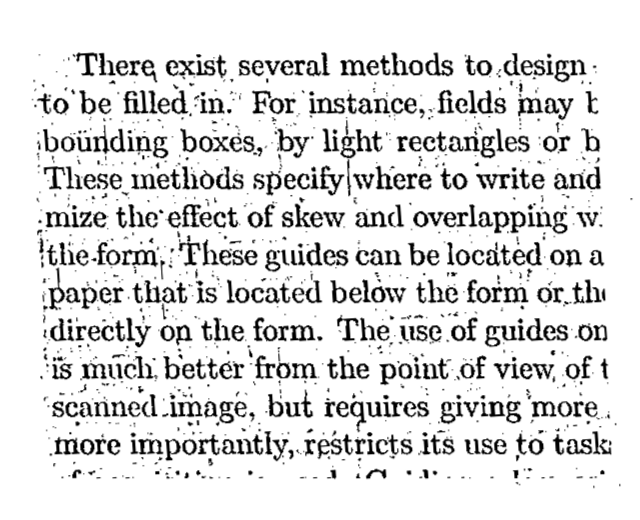 There exist several methods to design
to be filled in. For instance, fields may
bounding boxes, by light rectangles or
These methods specify where to write and
mize the effect of skew and overlapping
the form. These guides can be located on a
paper that is located below the form or
directly on the form. The use of guides on
is much better from the point of view of
scanned image, but requires giving more
more importantly, restricts its use to